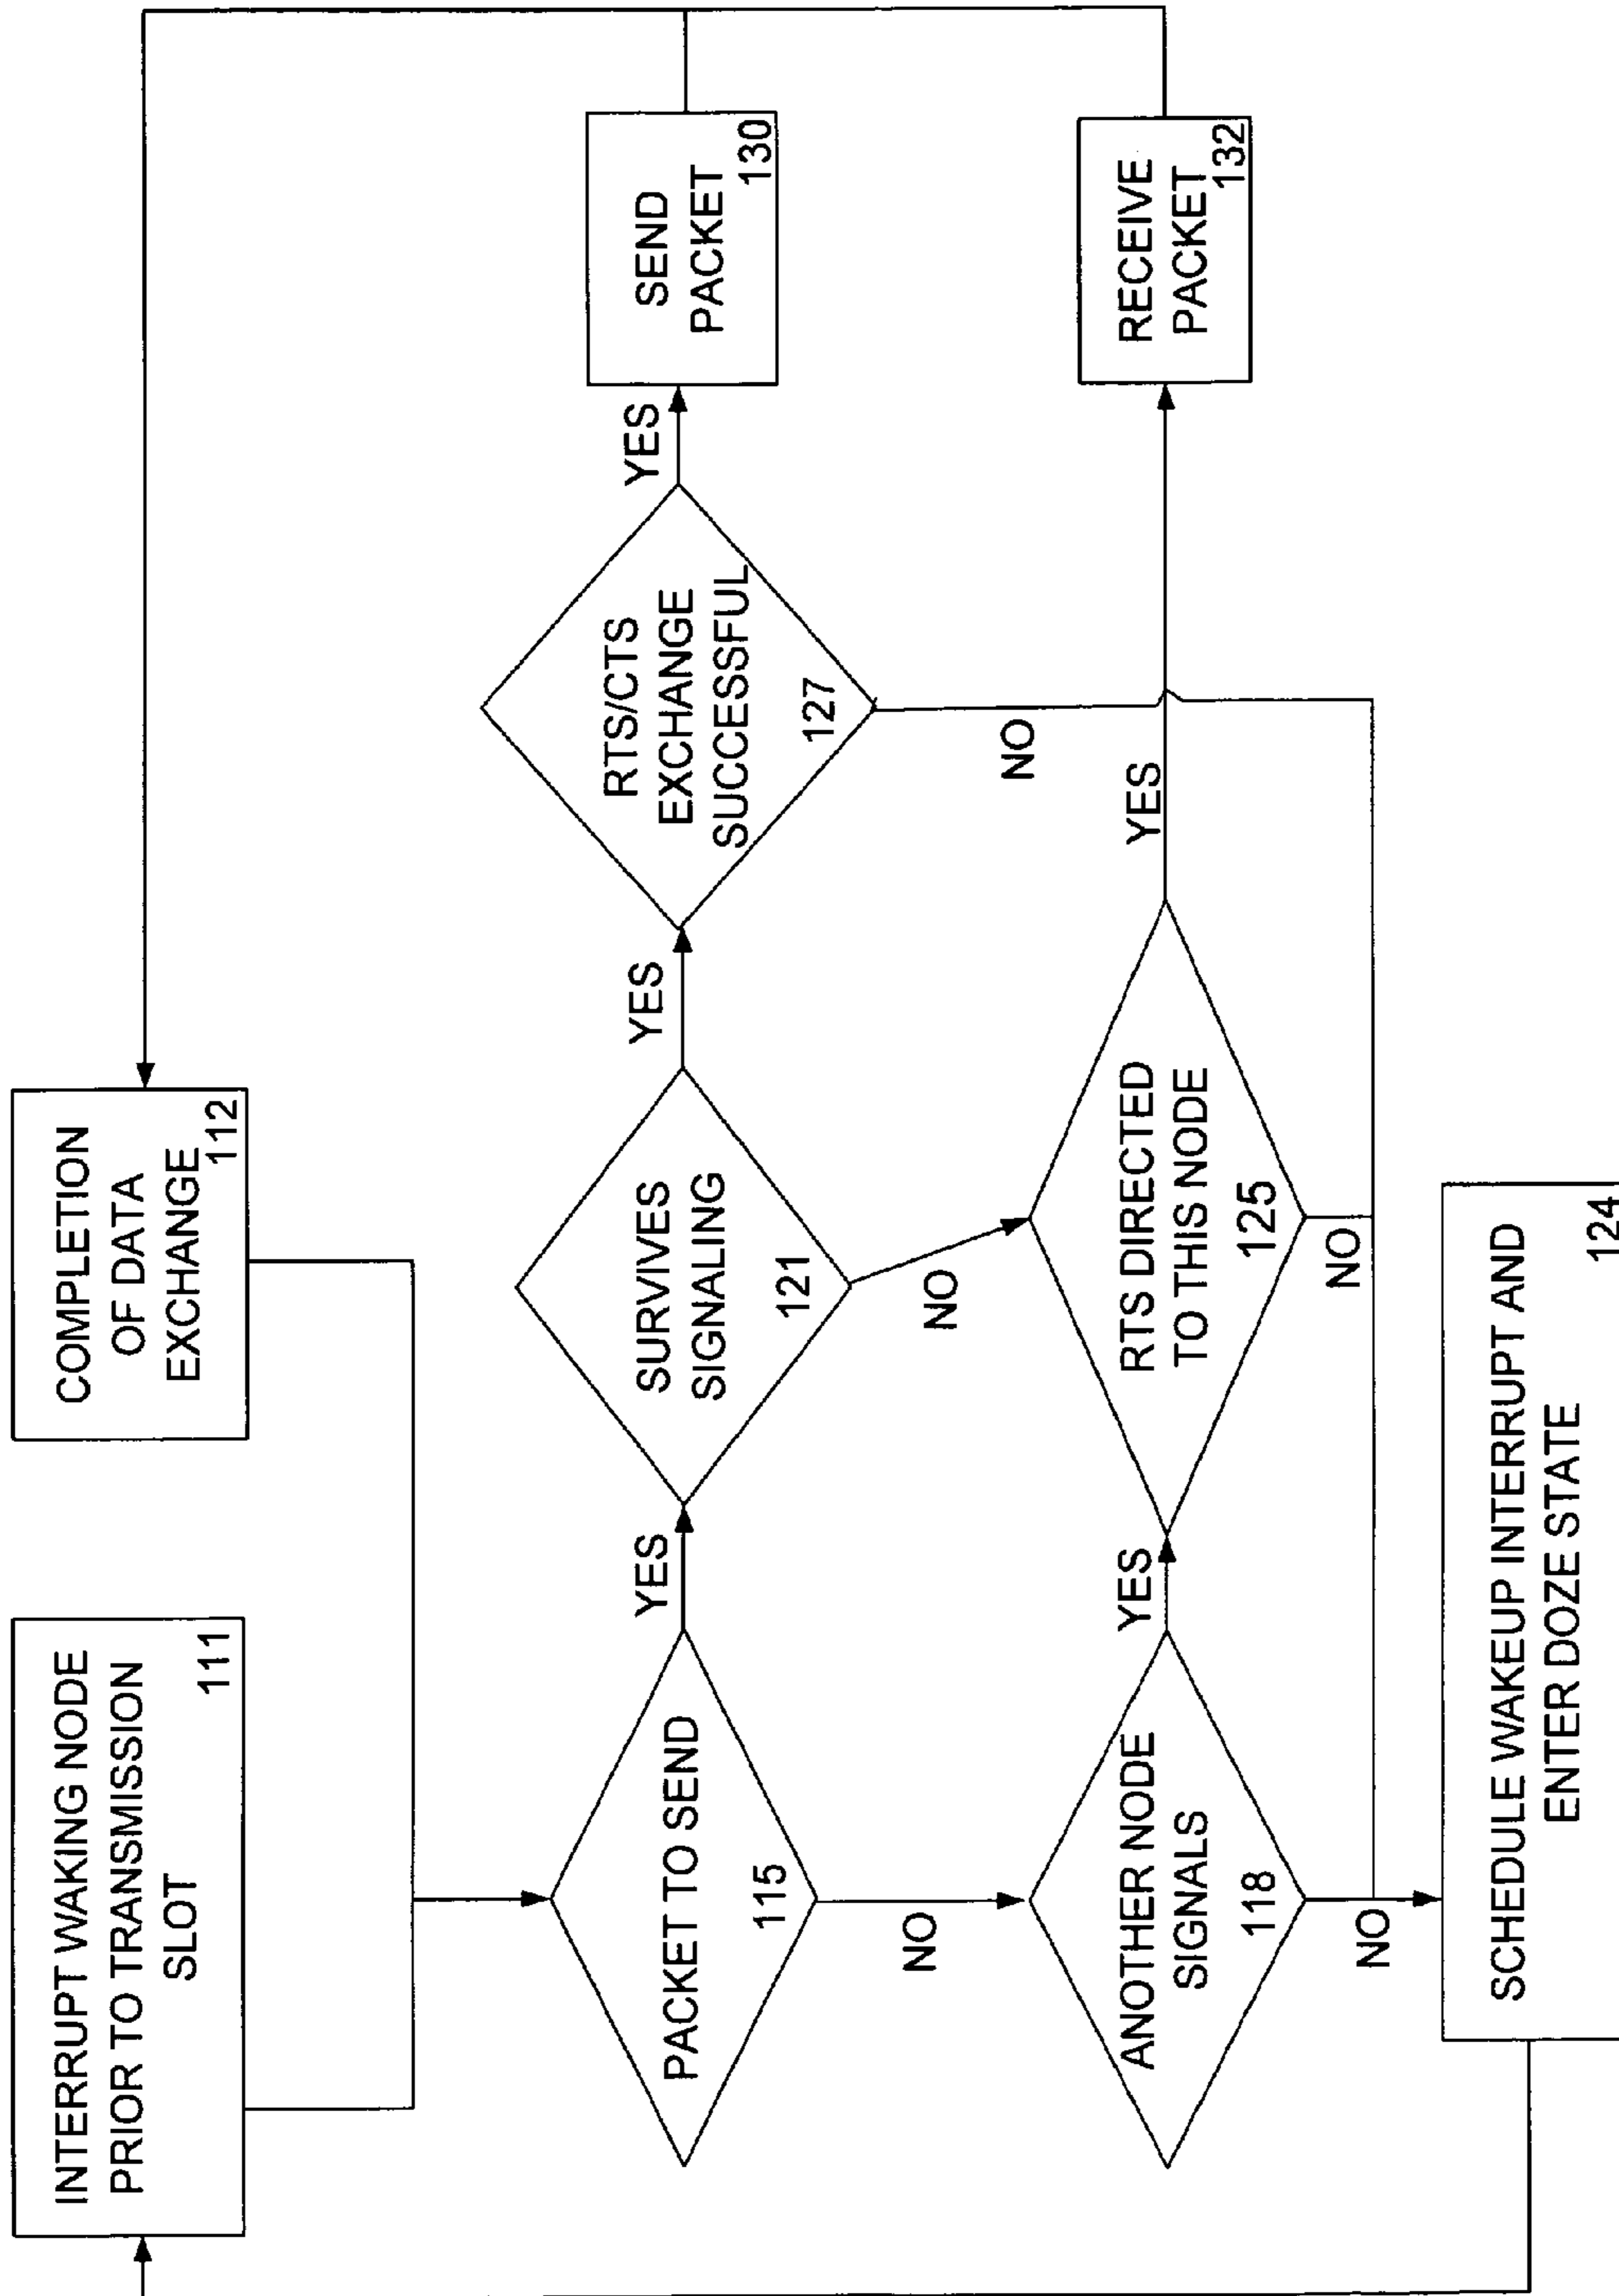 INTERRUPT WAKING NODE
PRIOR TO TRANSMISSION
SLOT
111
COMPLETION
OF DATA
EXCHANGE
112
PACKET TO SEND
115
YES
NO
SURVIVES
SIGNALING
121
YES
NO
RTS/CTS
EXCHANGE
SUCCESSFUL
127
YES
NO
SEND
PACKET
130
ANOTHER NODE
SIGNALS
118
YES
NO
RTS DIRECTED
TO THIS NODE
125
YES
NO
RECEIVE
PACKET
132
SCHEDULE WAKEUP INTERRUPT AND
ENTER DOZE STATE
124